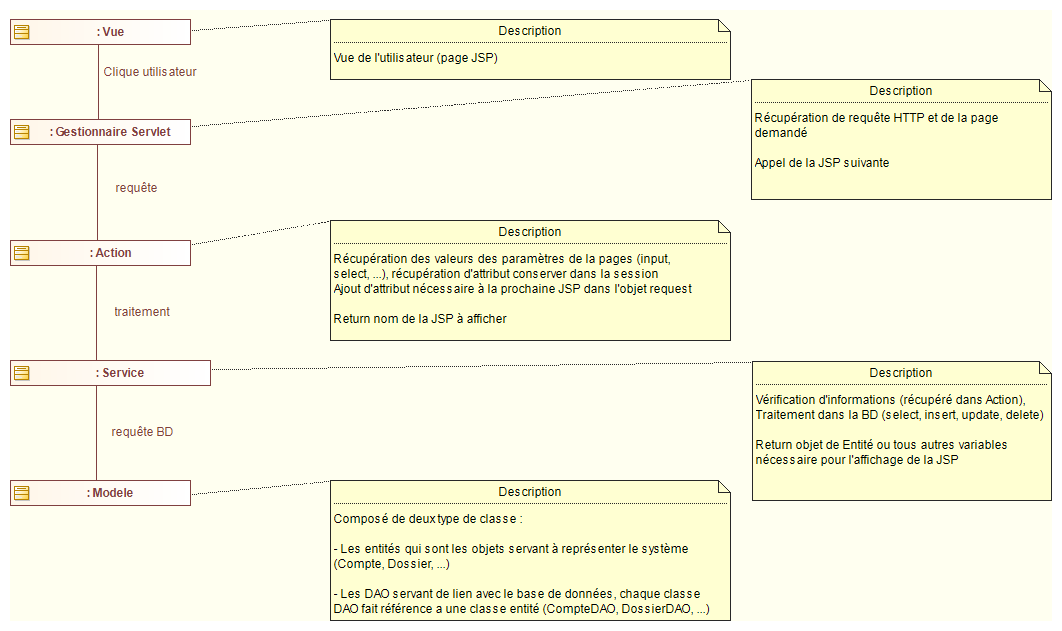 : Vue
Description
Vue de l'utilisateur (page JSP)
Clique utilisateur
Description
Récupération de requête HTTP et de la page
demandé
Appel de la JSP suivante
: Gestionnaire Servlet
requête
Description
Récupération des valeurs des paramètres de la pages (input,
select, ...), récupération d'attribut conserver dans la session
Ajout d'attribut nécessaire à la prochaine JSP dans l'objet request
Return nom de la JSP à afficher
: Action
traitement
: Service
Description
Vérification d'informations (récupéré dans Action),
Traitement dans la BD (select, insert, update, delete)
Return objet de Entité ou tous autres variables
nécessaire pour l'affichage de la JSP
requête BD
: Modele
Description
Composé de deux type de classe :
- Les entités qui sont les objets servant à représenter le système
(Compte, Dossier, ...)
- Les DAO servant de lien avec le base de données, chaque classe
DAO fait référence a une classe entité (CompteDAO, DossierDAO, ...)